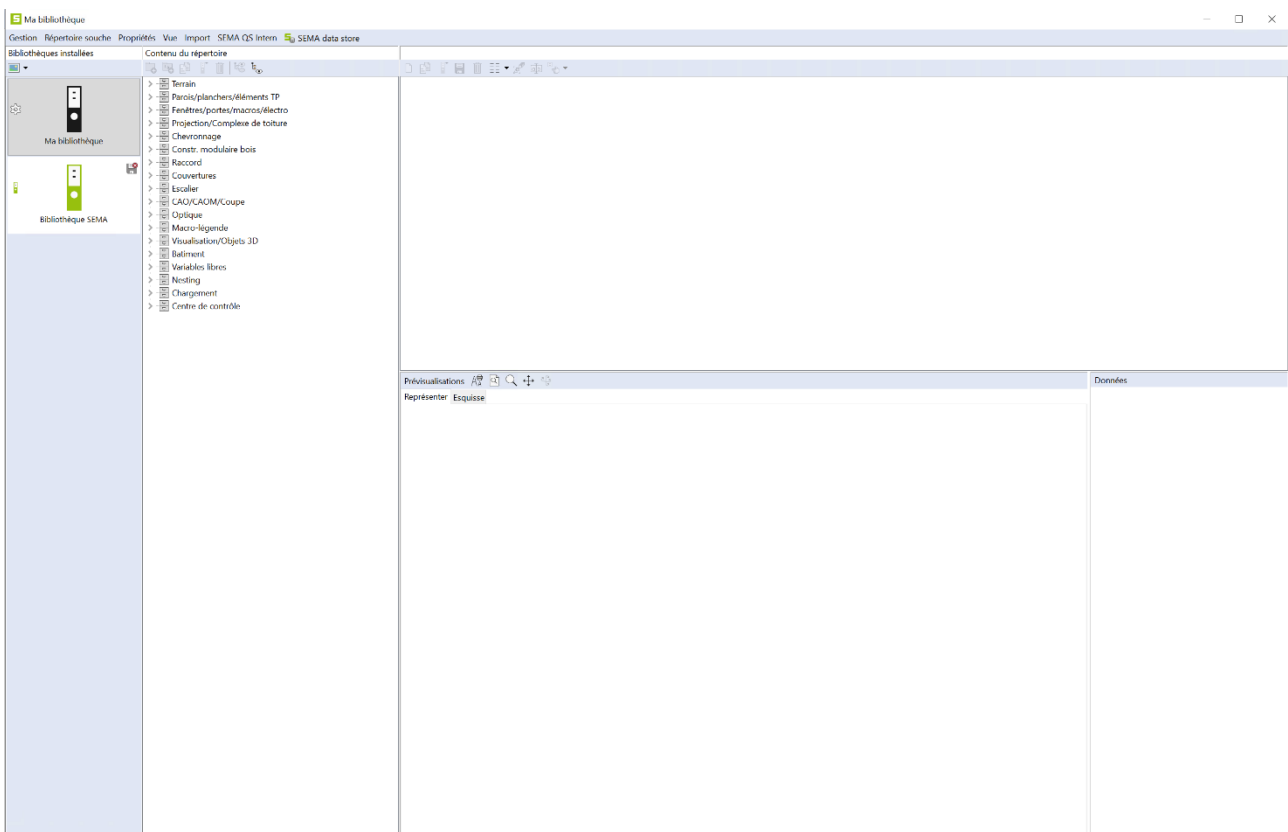 Ma bibliothèque
Gestion Répertoire souche Propriétés Vue Import SEMA QS Intern SEMA data store
Bibliothèques installées
Contenu du répertoire
Ma bibliothèque
Bibliothèque SEMA
Terrain
Parois/planchers/éléments TP
Fenêtres/portes/macros/électro
Projection/Complexe de toiture
Chevronnage
Constr. modulaire bois
Raccord
Couvertures
Escalier
CAO/CAOM/Coupe
Optique
Macro-légende
Visualisation/Objets 3D
Batiment
Variables libres
Nesting
Chargement
Centre de contrôle
Prévisualisations
Représenter Esquisse
Données